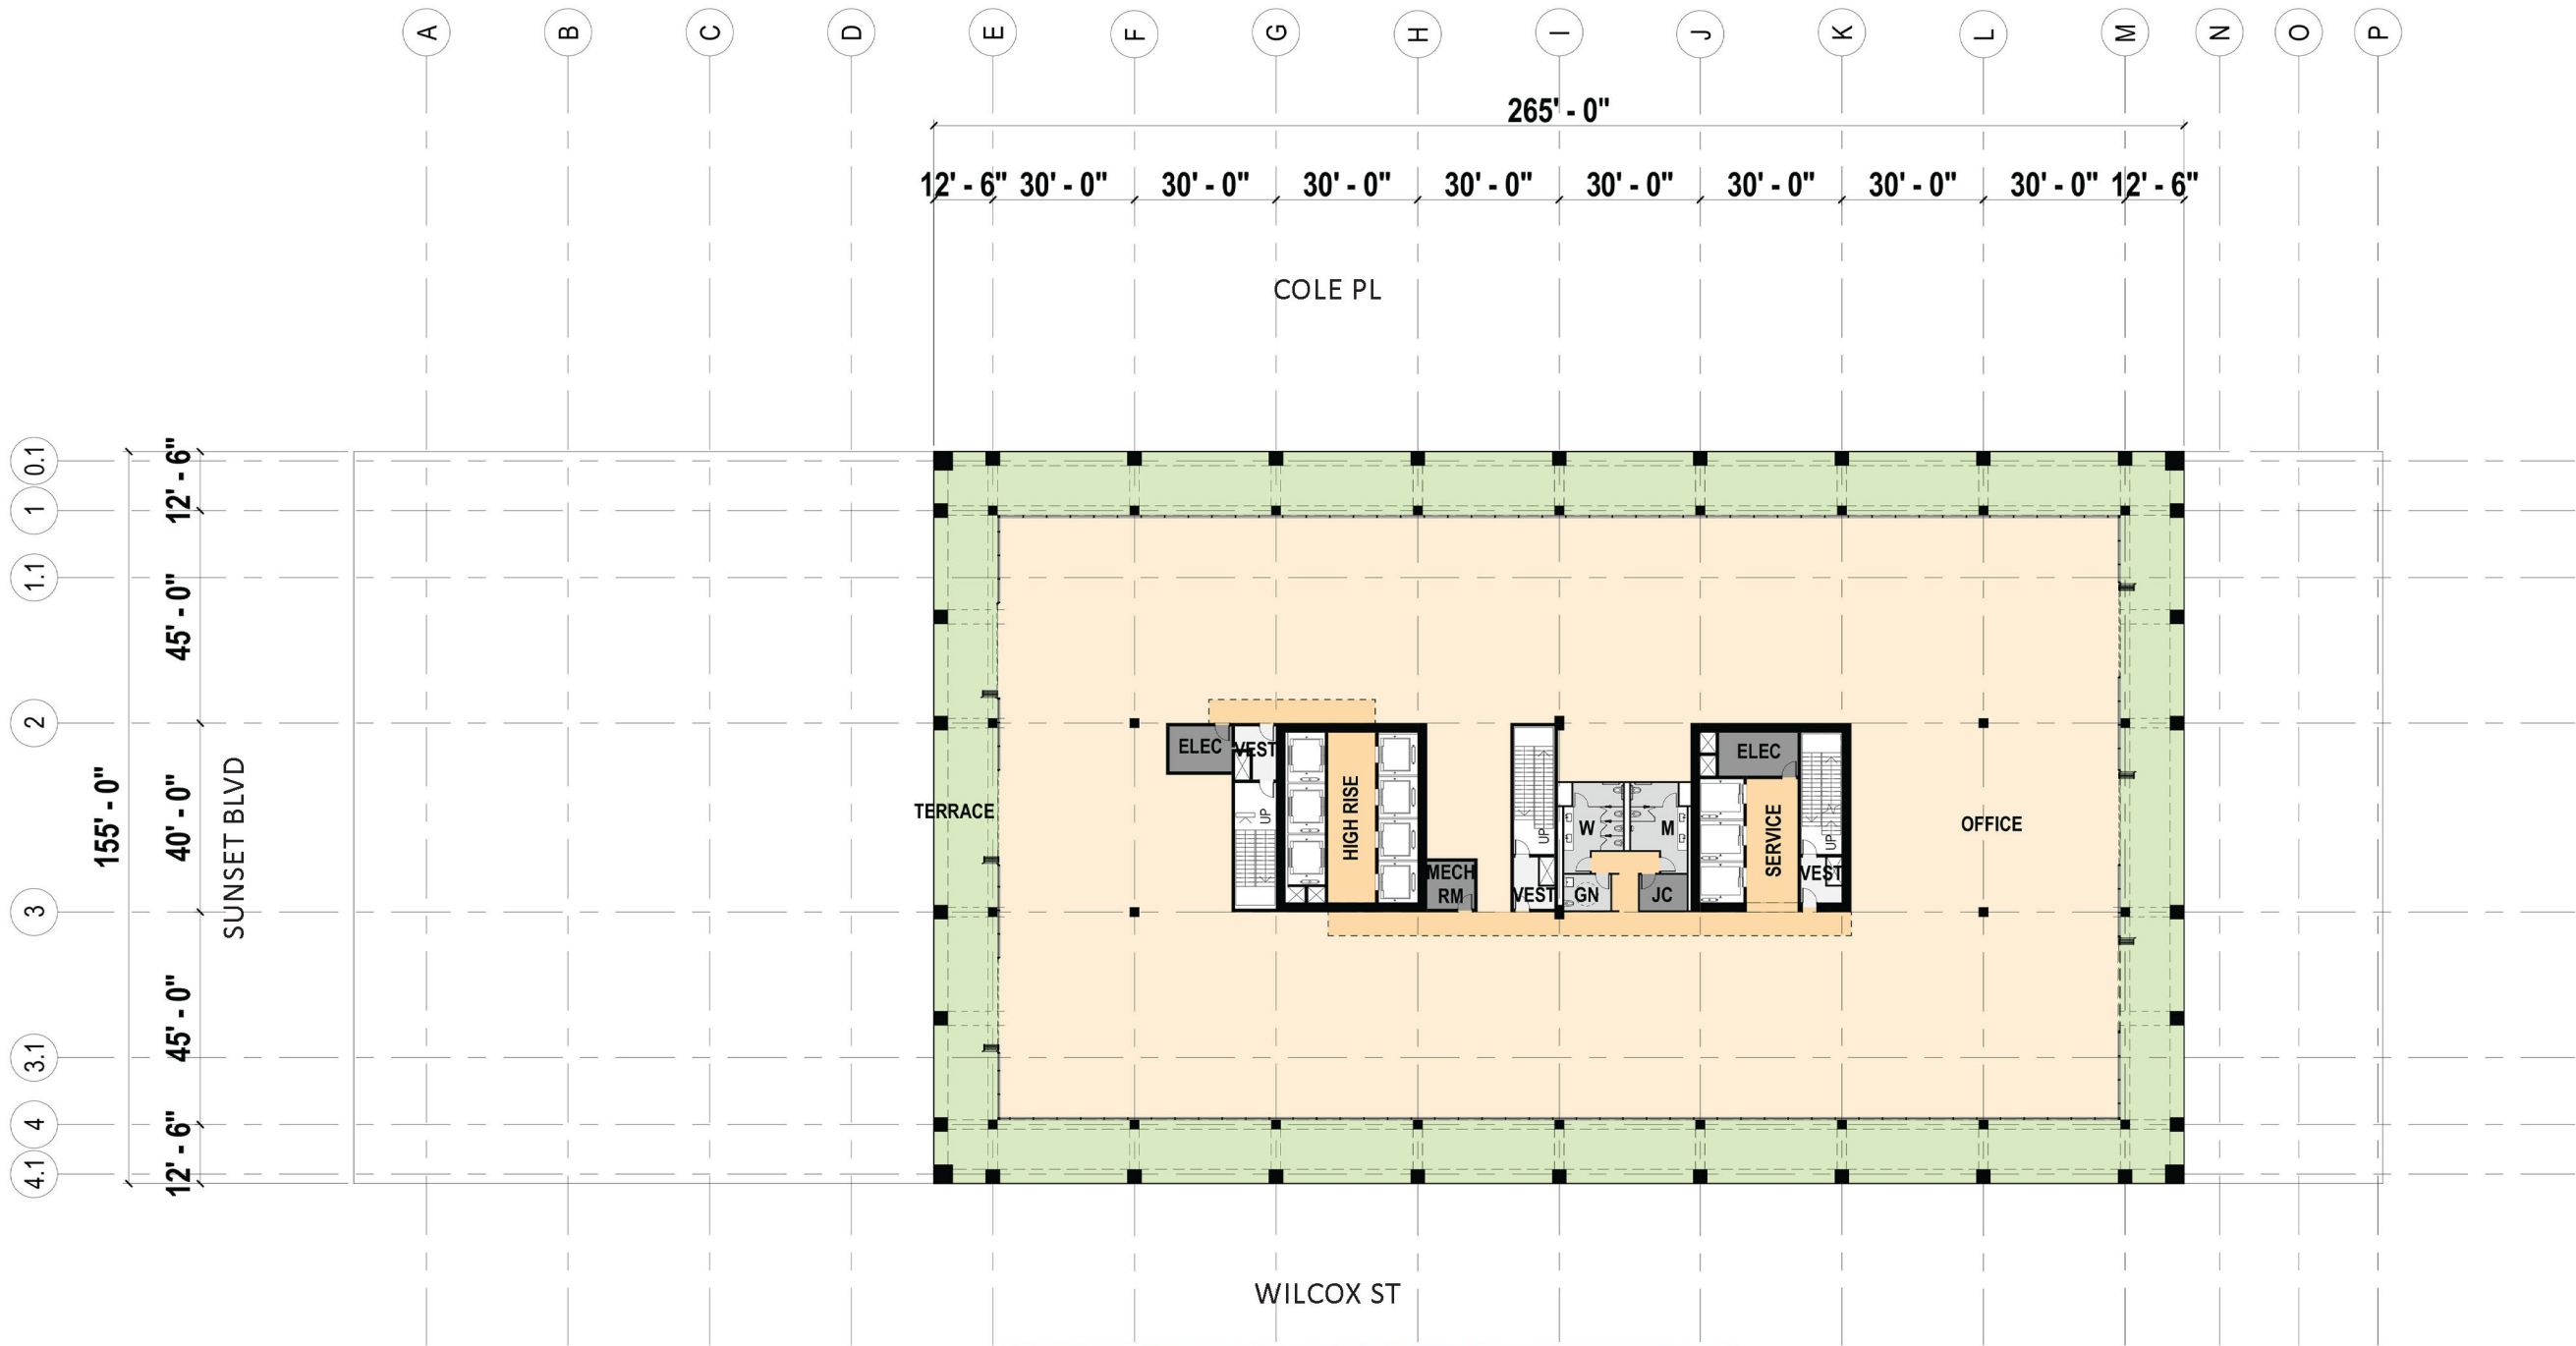 A
B
C
D
E
F
G
H
I
J
K
L
M
N
O
P
265' - 0"
12' - 6"
30' - 0"
30' - 0"
30' - 0"
30' - 0"
30' - 0"
30' - 0"
30' - 0"
30' - 0"
12' - 6"
COLE PL
0.1
1
1.1
2
3
3.1
4
4.1
155' - 0"
12' - 6"
45' - 0"
40' - 0"
45' - 0"
12' - 6"
SUNSET BLVD
TERRACE
ELEC
VEST
UP
HIGH RISE
MECH
RM
UP
VEST
W
M
GN
JC
ELEC
SERVICE
UP
VEST
OFFICE
WILCOX ST